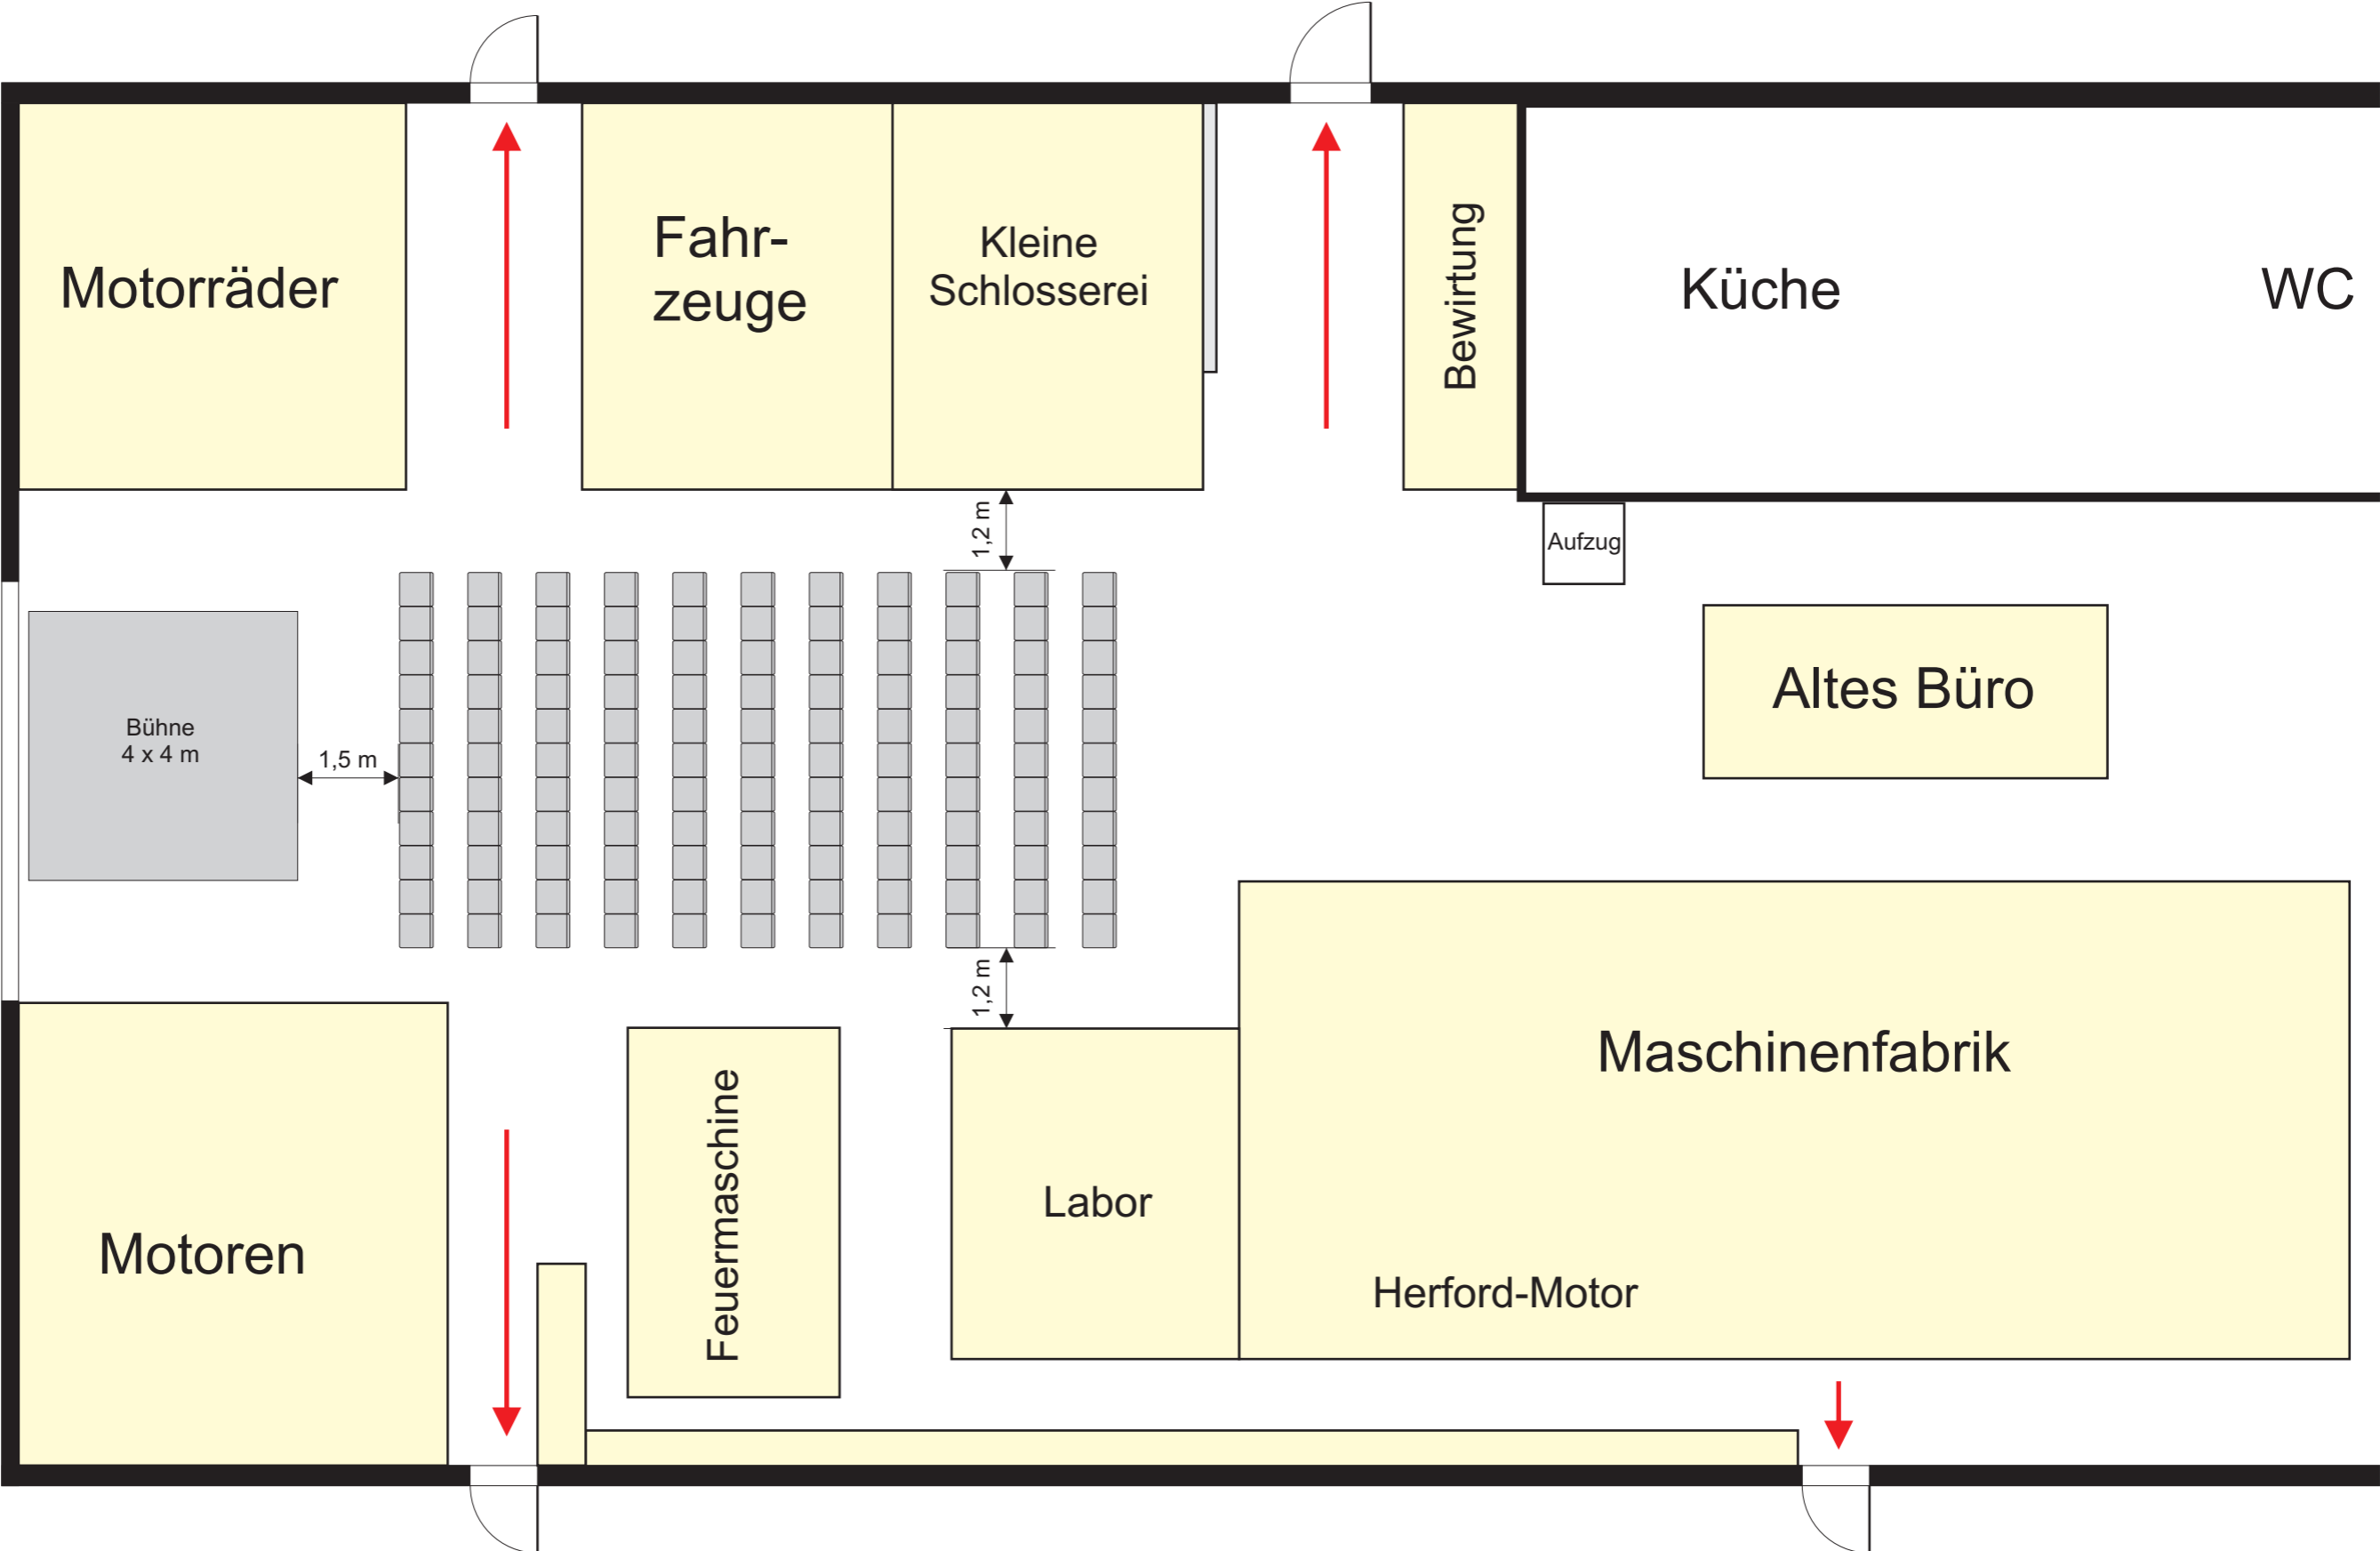 Motorräder
Fahr-
zeuge
Kleine
Schlosserei
Bewirtung
Küche
WC
1,2 m
Aufzug
Bühne
4 x 4 m
1,5 m
Altes Büro
1,2 m
Maschinenfabrik
Motoren
Feuermaschine
Labor
Herford-Motor